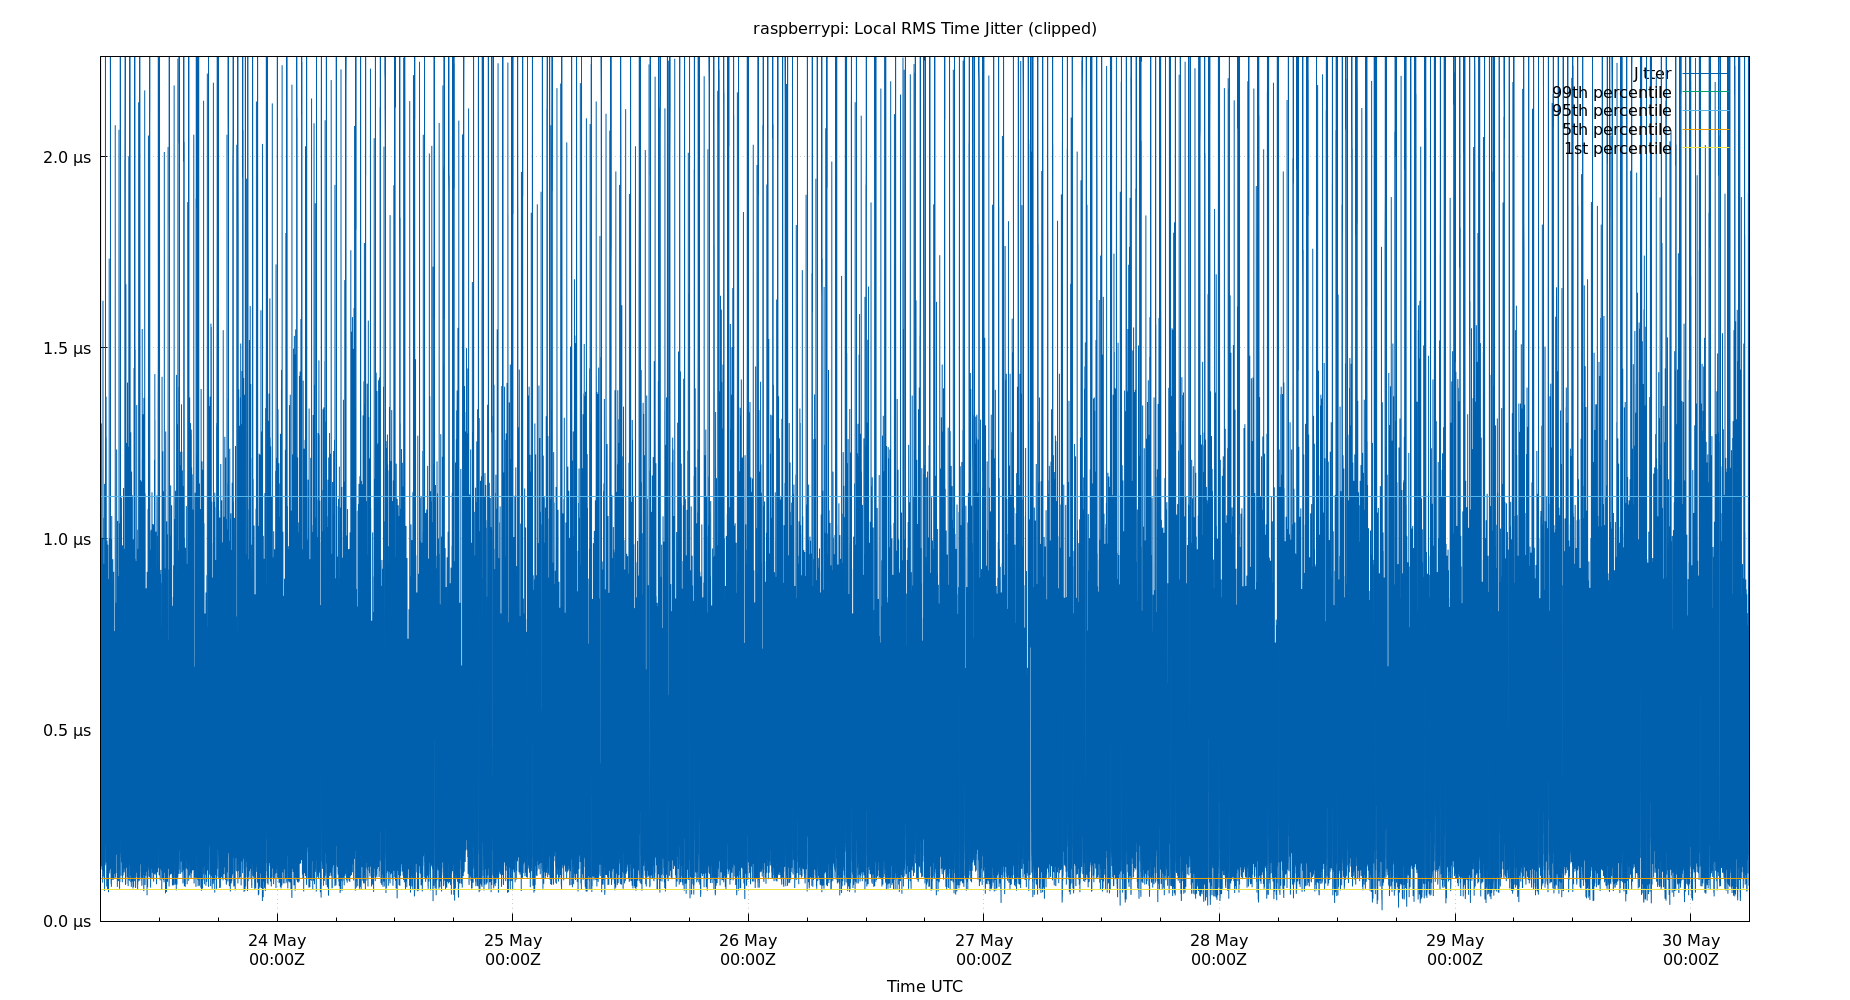 raspberrypi: Local RMS Time Jitter (clipped)
Jitter
99th percentile
95th percentile
5th percentile
1st percentile
2.0 µs
1.5 µs
1.0 µs
0.5 µs
0.0 µs
24 May
00:00Z
25 May
00:00Z
26 May
00:00Z
27 May
00:00Z
28 May
00:00Z
29 May
00:00Z
30 May
00:00Z
Time UTC